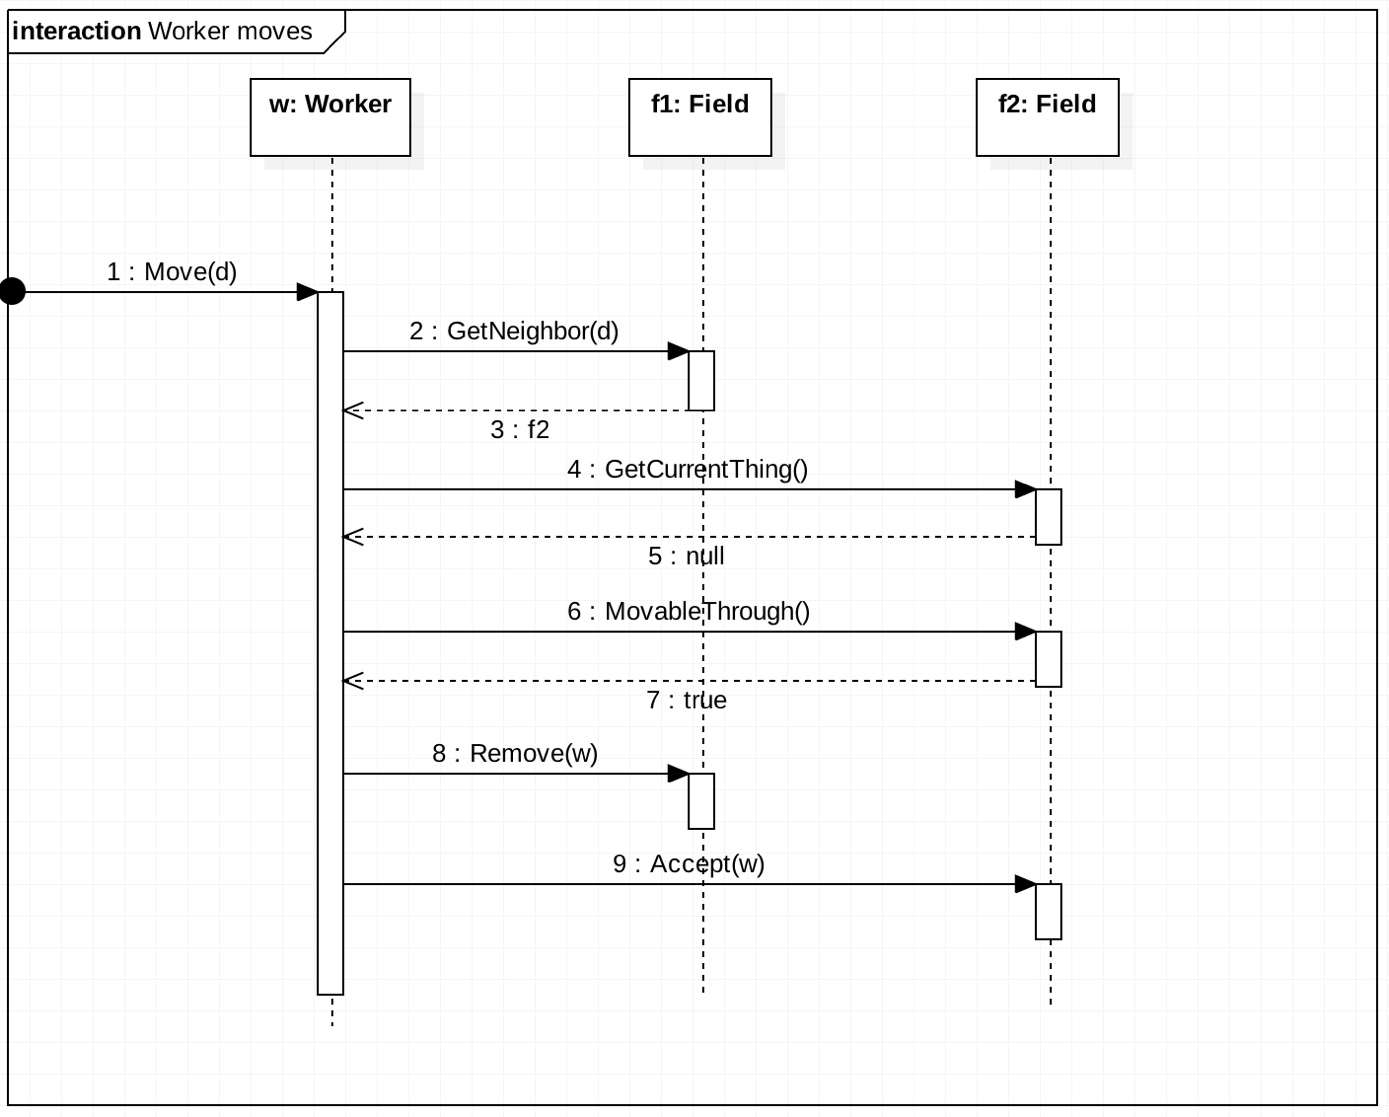 interaction Worker moves
w: Worker
f1: Field
f2: Field
1 : Move(d)
2 : GetNeighbor(d)
3 : f2
4 : GetCurrentThing()
5 : null
6 : MovableThrough()
7 : true
8 : Remove(w)
9 : Accept(w)